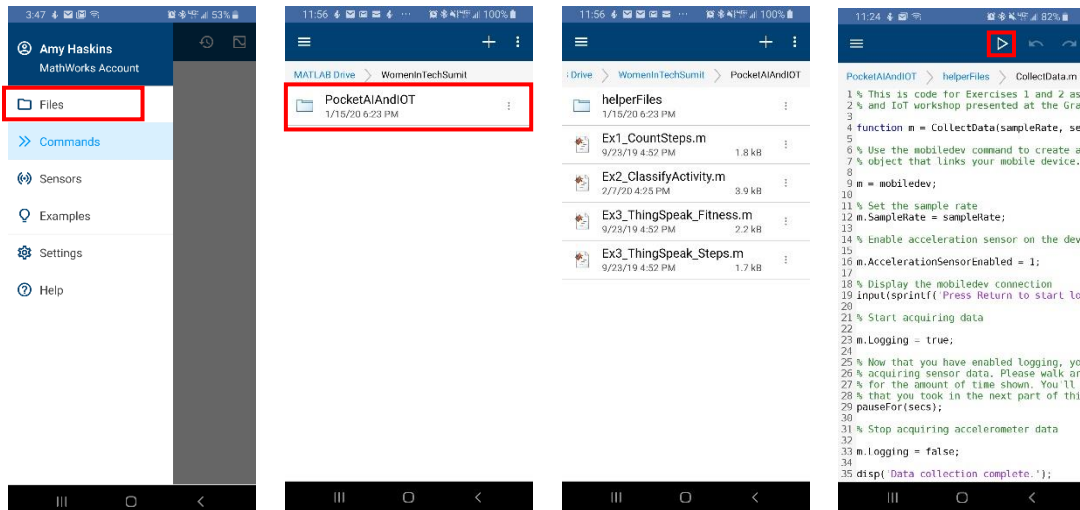 3:47 53%
Amy Haskins
MathWorks Account
Files
Commands
Sensors
Examples
Settings
Help
11:56 100%
MATLAB Drive > WomenInTechSumit
PocketAIAndIOT
1/15/20 6:23 PM
11:56 100%
Drive > WomenInTechSumit > PocketAIAndIOT
helperFiles
1/15/20 6:23 PM
Ex1_CountSteps.m
9/23/19 4:52 PM 1.8 kB
Ex2_ClassifyActivity.m
2/7/20 4:25 PM 3.9 kB
Ex3_ThingSpeak_Fitness.m
9/23/19 4:52 PM 2.2 kB
Ex3_ThingSpeak_Steps.m
9/23/19 4:52 PM 1.7 kB
11:24 82%
PocketAIAndIOT > helperFiles > CollectData.m
1 % This is code for Exercises 1 and 2 as
2 % and IoT workshop presented at the Gra
3
4 function m = CollectData(sampleRate, se
5
6 % Use the mobiledev command to create a
7 % object that links your mobile device.
8
9 m = mobiledev;
10
11 % Set the sample rate
12 m.SampleRate = sampleRate;
13
14 % Enable acceleration sensor on the dev
15
16 m.AccelerationSensorEnabled = 1;
17
18 % Display the mobiledev connection
19 input(sprintf('Press Return to start lo
20
21 % Start acquiring data
22
23 m.Logging = true;
24
25 % Now that you have enabled logging, yo
26 % acquiring sensor data. Please walk ar
27 % for the amount of time shown. You'll
28 % that you took in the next part of thi
29 pauseFor(secs);
30
31 % Stop acquiring accelerometer data
32
33 m.Logging = false;
34
35 disp('Data collection complete.');